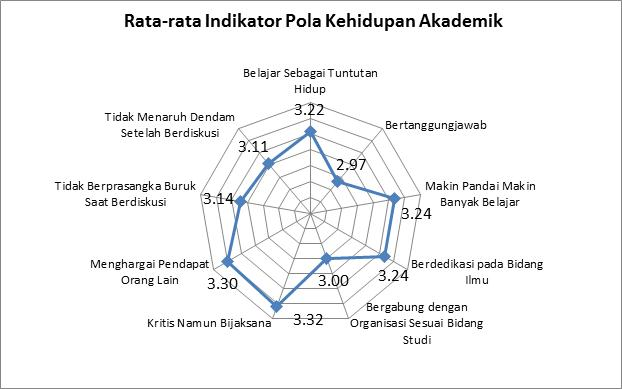 Rata-rata Indikator Pola Kehidupan Akademik
Belajar Sebagai Tuntutan
Hidup
3.22
Tidak Menaruh Dendam
Setelah Berdiskusi
3.11
Bertanggungjawab
2.97
Tidak Berprasangka Buruk
Saat Berdiskusi
3.14
Makin Pandai Makin
Banyak Belajar
3.24
Menghargai Pendapat
Orang Lain
3.30
Berdedikasi pada Bidang
Ilmu
3.24
3.00
Bergabung dengan
Organisasi Sesuai Bidang
Studi
Kritis Namun Bijaksana
3.32